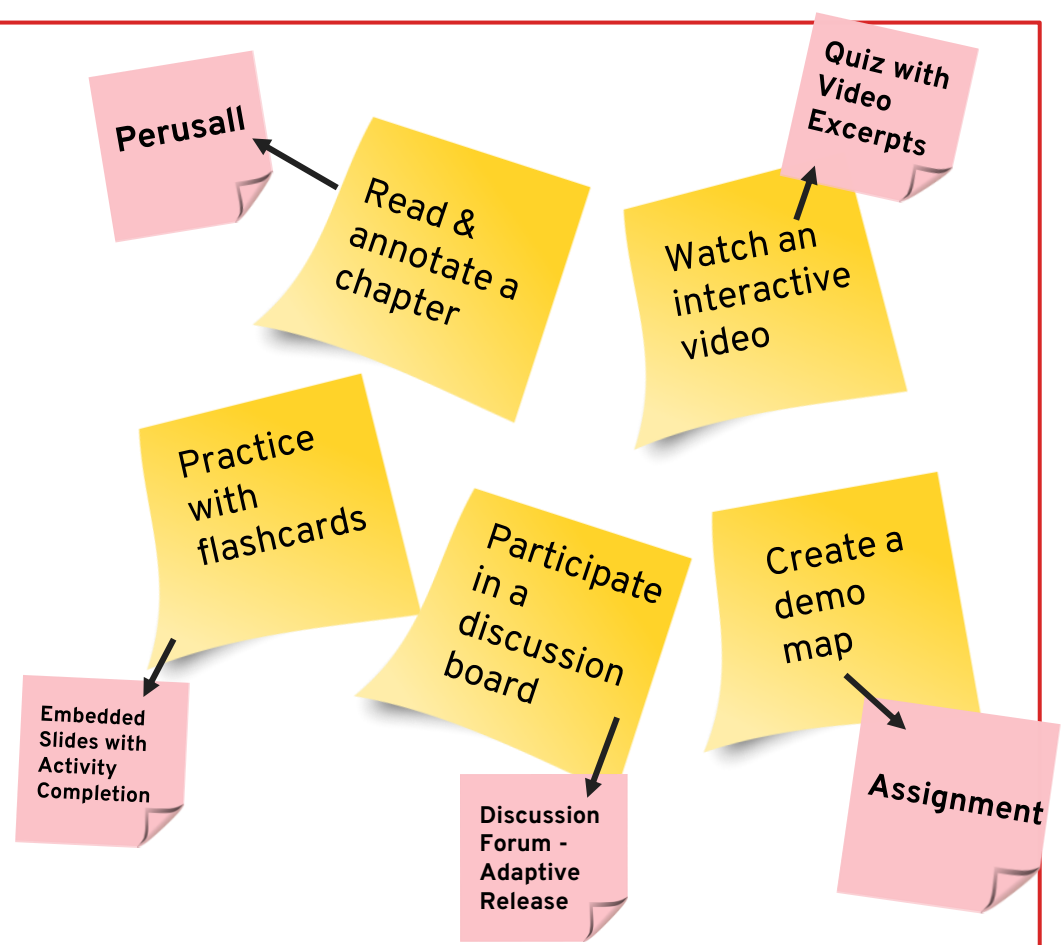 Perusall
Read &
annotate a
chapter
Quiz with
Video
Excerpts
Watch an
interactive
video
Practice
with
flashcards
Embedded
Slides with
Activity
Completion
Participate
in a
discussion
board
Discussion
Forum -
Adaptive
Release
Create a
demo
map
Assignment